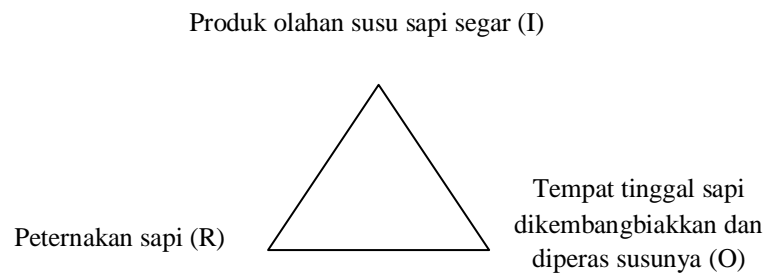 Produk olahan susu sapi segar (I)
Peternakan sapi (R)
Tempat tinggal sapi
dikembangbiakkan dan
diperas susunya (O)